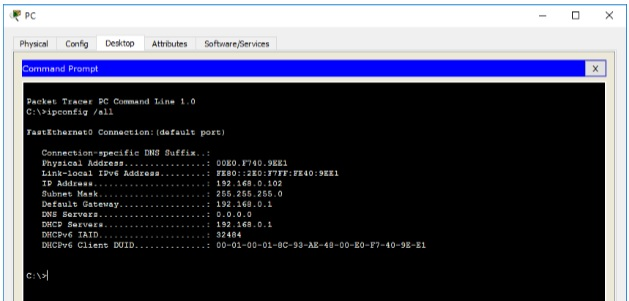 PC
Physical Config Desktop Attributes Software/Services
Command Prompt X
Packet Tracer PC Command Line 1.0
C:\>ipconfig /all
FastEthernet0 Connection:(default port)
Connection-specific DNS Suffix..:
Physical Address................: 00E0.F740.9EE1
Link-local IPv6 Address.........: FE80::2E0:F7FF:FE40:9EE1
IP Address......................: 192.168.0.102
Subnet Mask.....................: 255.255.255.0
Default Gateway.................: 192.168.0.1
DNS Servers.....................: 0.0.0.0
DHCP Servers....................: 192.168.0.1
DHCPv6 IAID.....................: 32484
DHCPv6 Client DUID..............: 00-01-00-01-8C-93-AE-48-00-E0-F7-40-9E-E1
C:\>